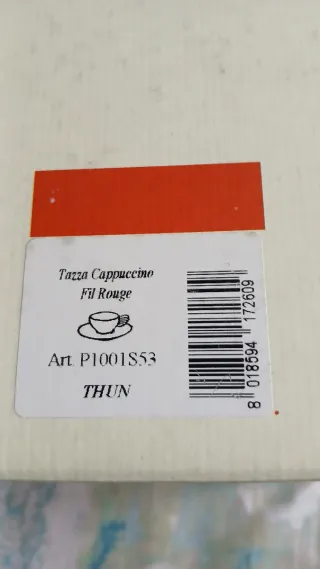 Tazza Cappuccino
Fil Rouge
Art. P1001S53
THUN
8 018594 172609